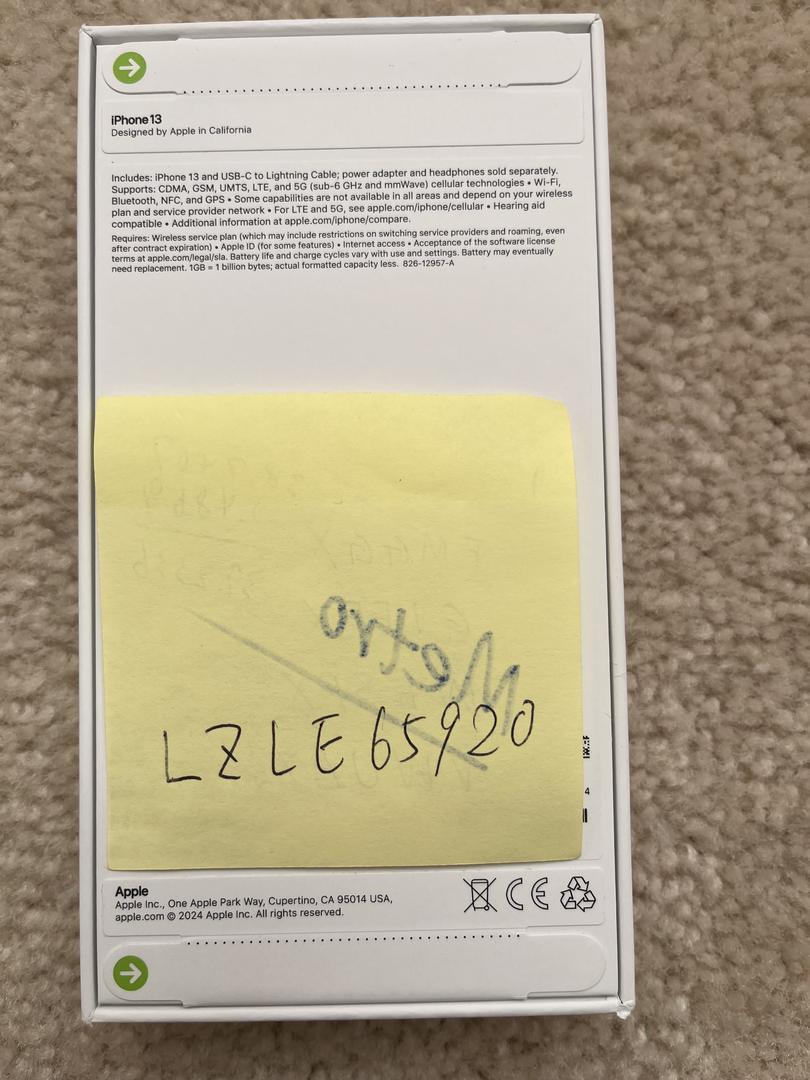 iPhone 13
Designed by Apple in California
Includes: iPhone 13 and USB-C to Lightning Cable; power adapter and headphones sold separately.
Supports: CDMA, GSM, UMTS, LTE, and 5G (sub-6 GHz and mmWave) cellular technologies • Wi-Fi,
Bluetooth, NFC, and GPS • Some capabilities are not available in all areas and depend on your wireless
plan and service provider network • For LTE and 5G, see apple.com/iphone/cellular • Hearing aid
compatible • Additional information at apple.com/iphone/compare.
Requires: Wireless service plan (which may include restrictions on switching service providers and roaming, even
after contract expiration) • Apple ID (for some features) • Internet access • Acceptance of the software license
terms at apple.com/legal/sla. Battery life and charge cycles vary with use and settings. Battery may eventually
need replacement. 1GB = 1 billion bytes; actual formatted capacity less. 826-12957-A
Metro
LZLE65920
4
Apple
Apple Inc., One Apple Park Way, Cupertino, CA 95014 USA,
apple.com © 2024 Apple Inc. All rights reserved.
CE